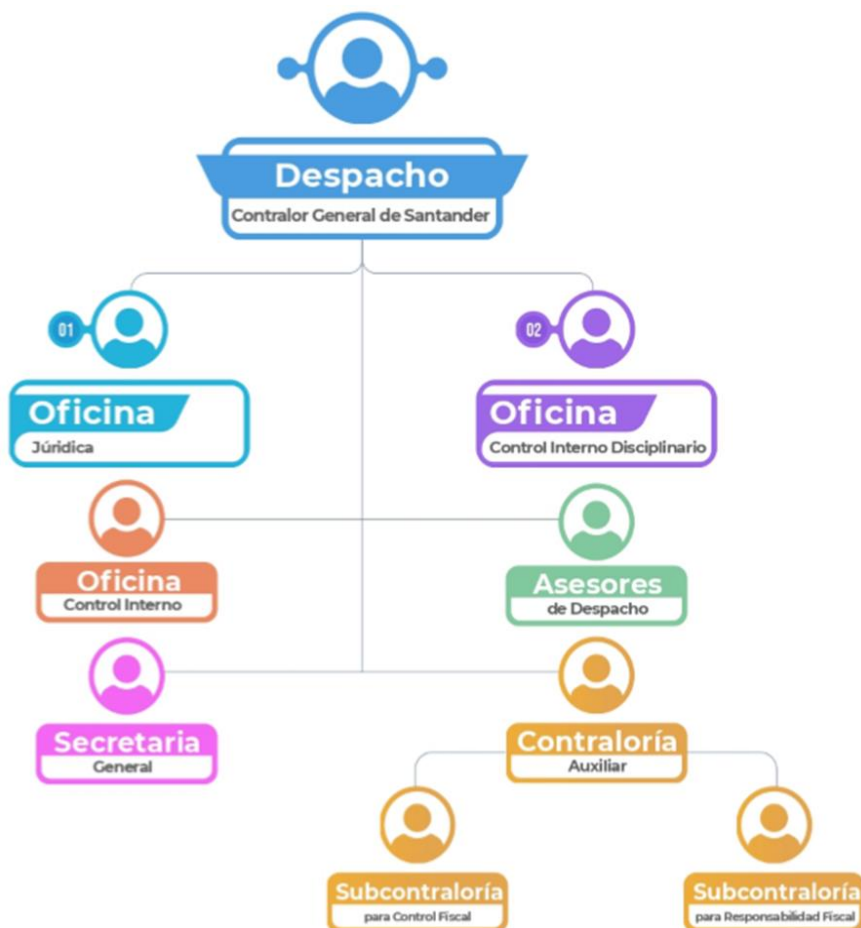 Despacho
Contralor General de Santander
01
Oficina
Júridica
02
Oficina
Control Interno Disciplinario
Oficina
Control Interno
Asesores
de Despacho
Secretaria
General
Contraloría
Auxiliar
Subcontraloría
para Control Fiscal
Subcontraloría
para Responsabilidad Fiscal